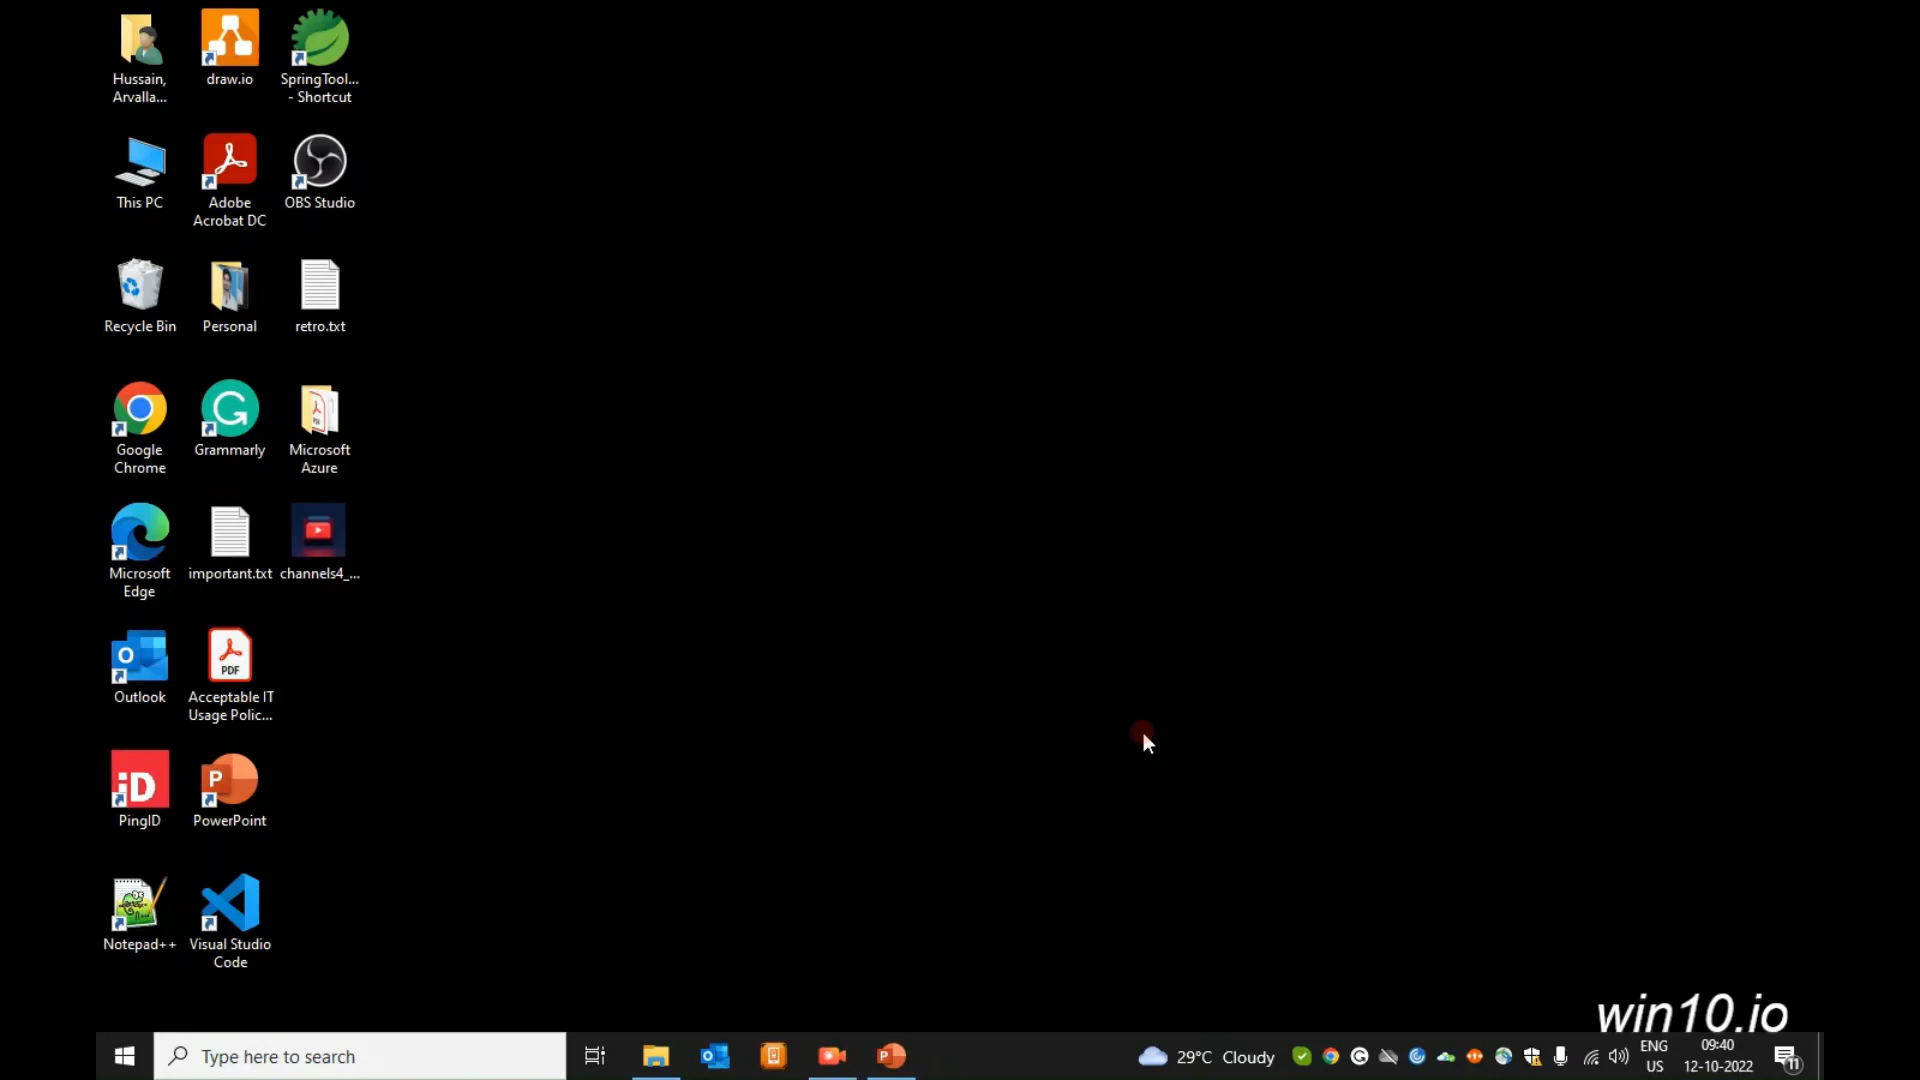 Hussain,
Arvalla...
draw.io
SpringTool...
- Shortcut
This PC
Adobe
Acrobat DC
OBS Studio
Recycle Bin
Personal
retro.txt
Google
Chrome
Grammarly
Microsoft
Azure
Microsoft
Edge
important.txt
channels4_...
Outlook
PDF
Acceptable IT
Usage Polic...
PingID
PowerPoint
Notepad++
Visual Studio
Code
win10.io
Type here to search
29°C Cloudy
ENG
US
09:40
12-10-2022
11